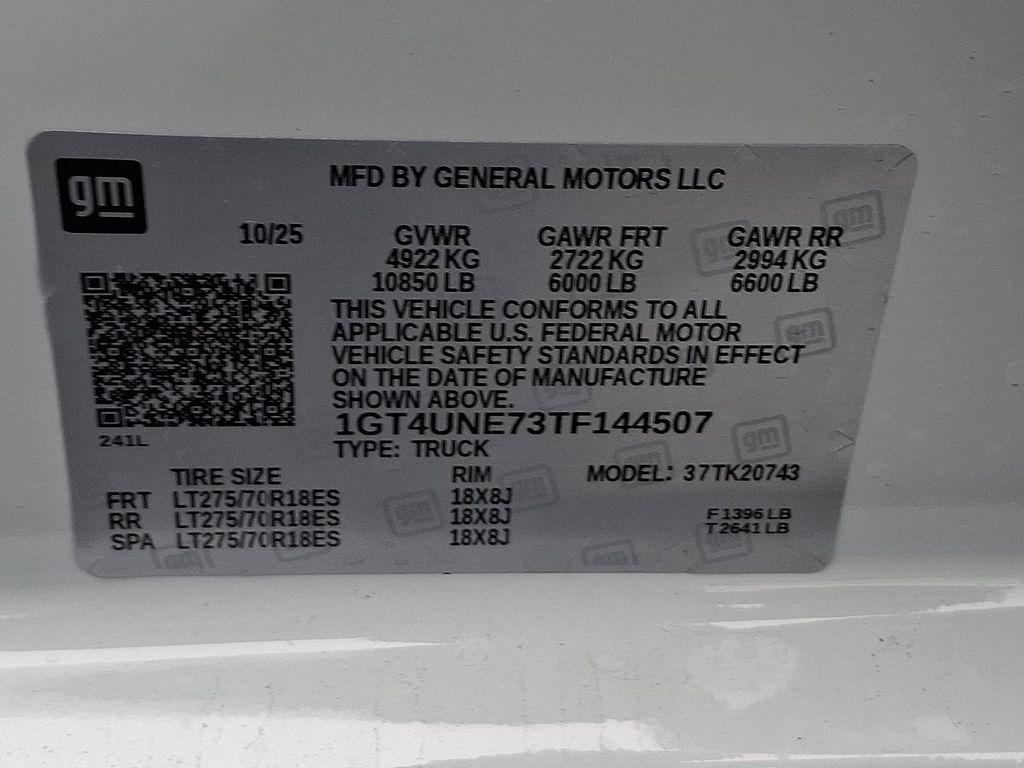 gm
MFD BY GENERAL MOTORS LLC
10/25 GVWR GAWR FRT GAWR RR
4922 KG 2722 KG 2994 KG
10850 LB 6000 LB 6600 LB
THIS VEHICLE CONFORMS TO ALL
APPLICABLE U.S. FEDERAL MOTOR
VEHICLE SAFETY STANDARDS IN EFFECT
ON THE DATE OF MANUFACTURE
SHOWN ABOVE.
1GT4UNE73TF144507
241L
TYPE: TRUCK
TIRE SIZE RIM MODEL: 37TK20743
FRT LT275/70R18ES 18X8J
RR LT275/70R18ES 18X8J
SPA LT275/70R18ES 18X8J
F 1396 LB
T 2641 LB